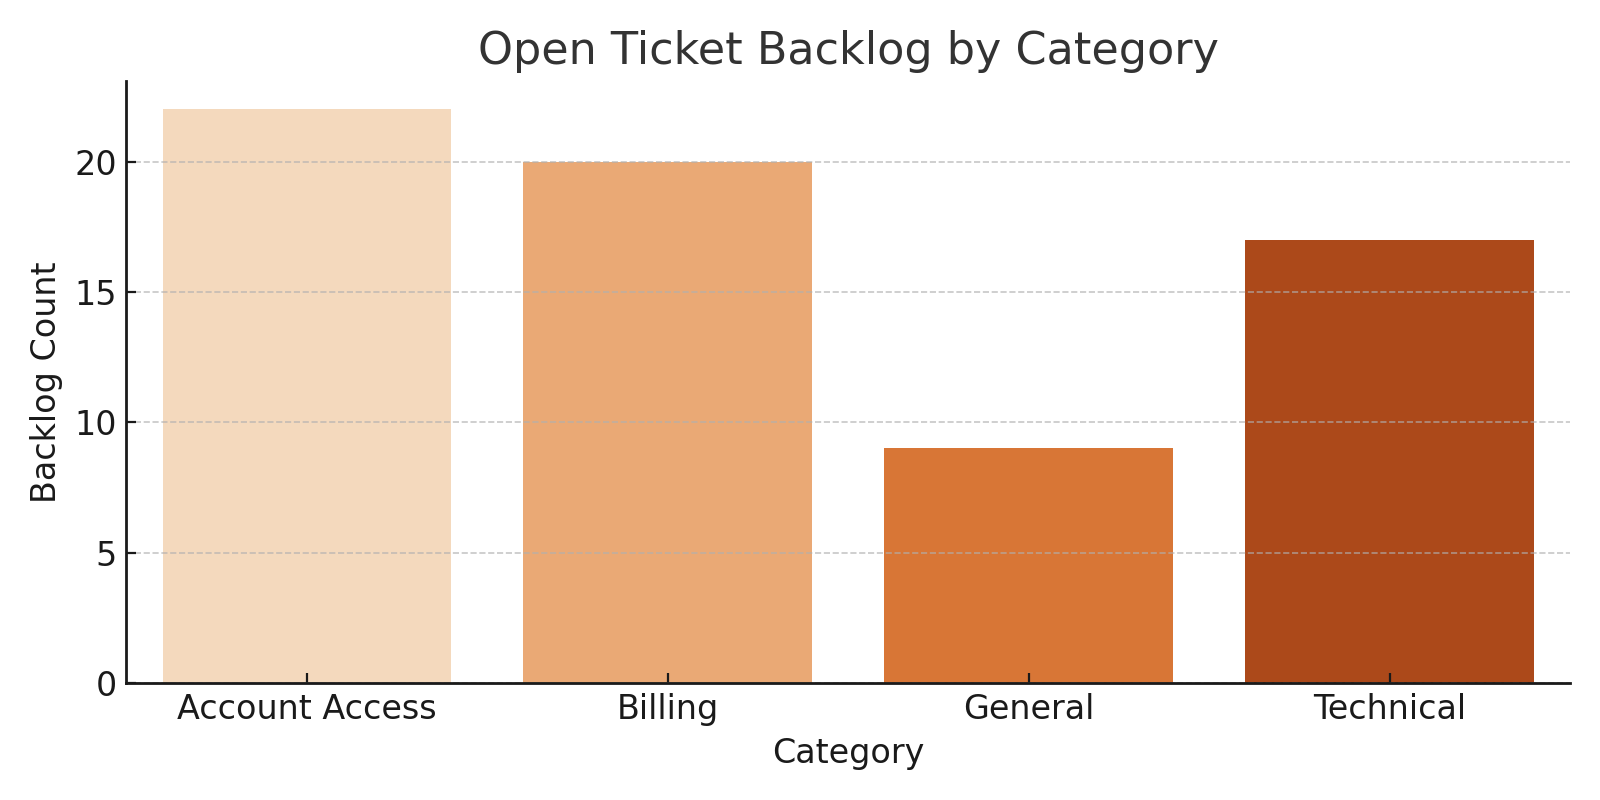 Open Ticket Backlog by Category
Backlog Count
20
15
10
5
0
Account Access Billing General Technical
Category